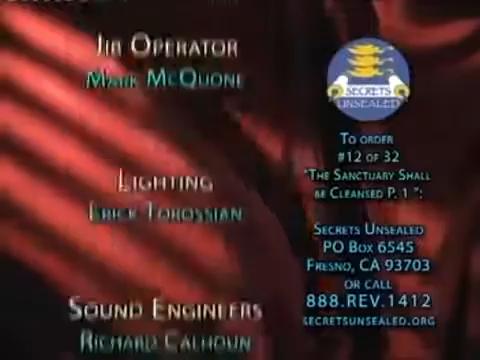 JIB OPERATOR
MARK MCQUONE
LIGHTING
ERICK TOROSSIAN
SOUND ENGINEERS
RICHARD CALHOUN
SECRETS
UNSEALED
TO ORDER
#12 OF 32
"THE SANCTUARY SHALL
BE CLEANSED P. 1":
SECRETS UNSEALED
PO BOX 6545
FRESNO, CA 93703
OR CALL
888.REV.1412
SECRETSUNSEALED.ORG